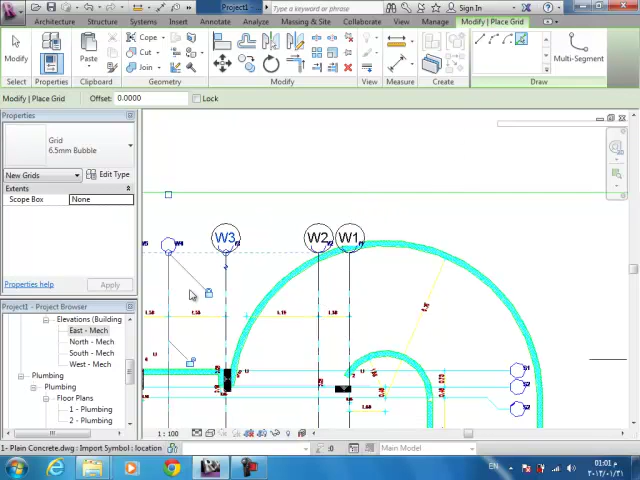 Project1 -...
Type a keyword or phrase
Sign In
Architecture Structure Systems Insert Annotate Analyze Massing & Site Collaborate View Manage Modify | Place Grid
Modify
Paste
Cope
Cut
Join
Multi-Segment
Select Properties Clipboard Geometry Modify View Measure Create Draw
Modify | Place Grid Offset: 0.0000 Lock
Properties
Grid
6.5mm Bubble
New Grids Edit Type
Extents
Scope Box None
Properties help Apply
Project1 - Project Browser
Elevations (Building
East - Mech
North - Mech
South - Mech
West - Mech
Plumbing
Plumbing
Floor Plans
1 - Plumbing
2 - Plumbing
W3 W2 W1
1 : 100
1- Plain Concrete.dwg : Import Symbol : location
:0
Main Model
EN
01:01 م
٢٠١٢/٠١/٣١